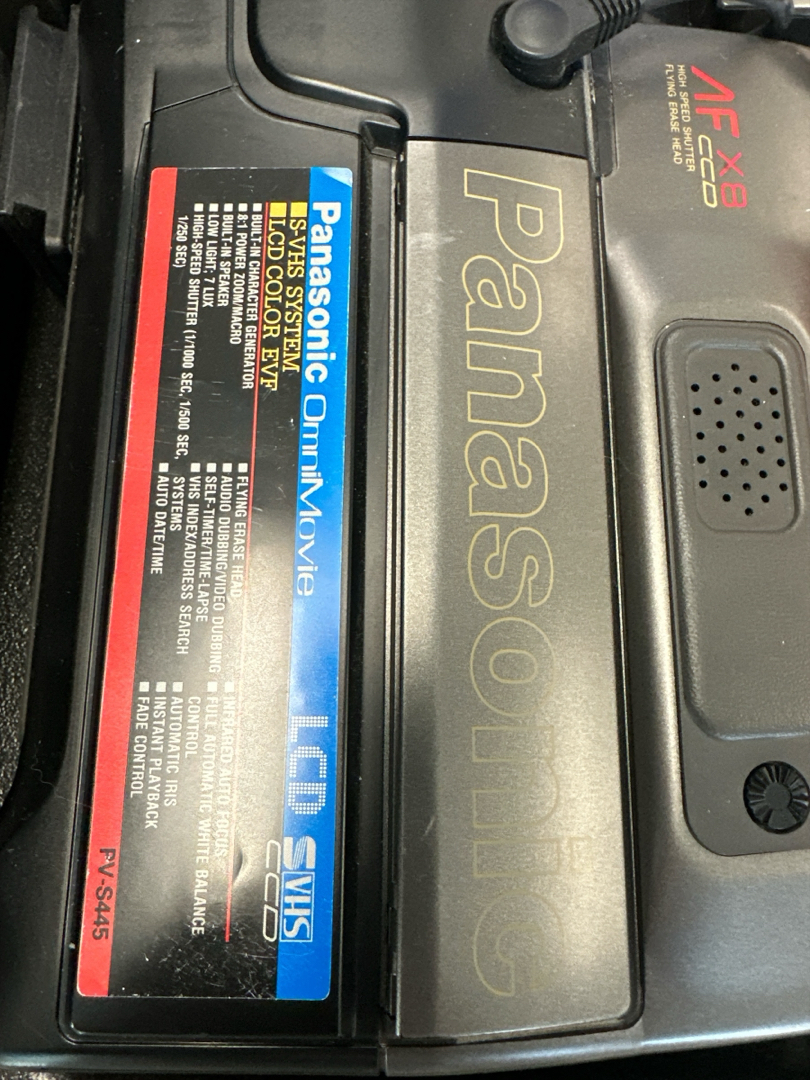 AF X8
CCD
HIGH SPEED SHUTTER
FLYING ERASE HEAD
Panasonic
Panasonic OmniMovie LCD SVHS
■ S-VHS SYSTEM
■ LCD COLOR EVF
CCD
■ BUILT-IN CHARACTER GENERATOR
■ 8:1 POWER ZOOM/MACRO
■ BUILT-IN SPEAKER
■ LOW LIGHT; 7 LUX
■ HIGH-SPEED SHUTTER (1/1000 SEC, 1/500 SEC,
1/250 SEC)
■ FLYING ERASE HEAD
■ AUDIO DUBBING/VIDEO DUBBING
■ SELF-TIMER/TIME-LAPSE
■ VHS INDEX/ADDRESS SEARCH
SYSTEMS
■ AUTO DATE/TIME
■ INFRARED AUTO FOCUS
■ FULL AUTOMATIC WHITE BALANCE
CONTROL
■ AUTOMATIC IRIS
■ INSTANT PLAYBACK
■ FADE CONTROL
PV-S445